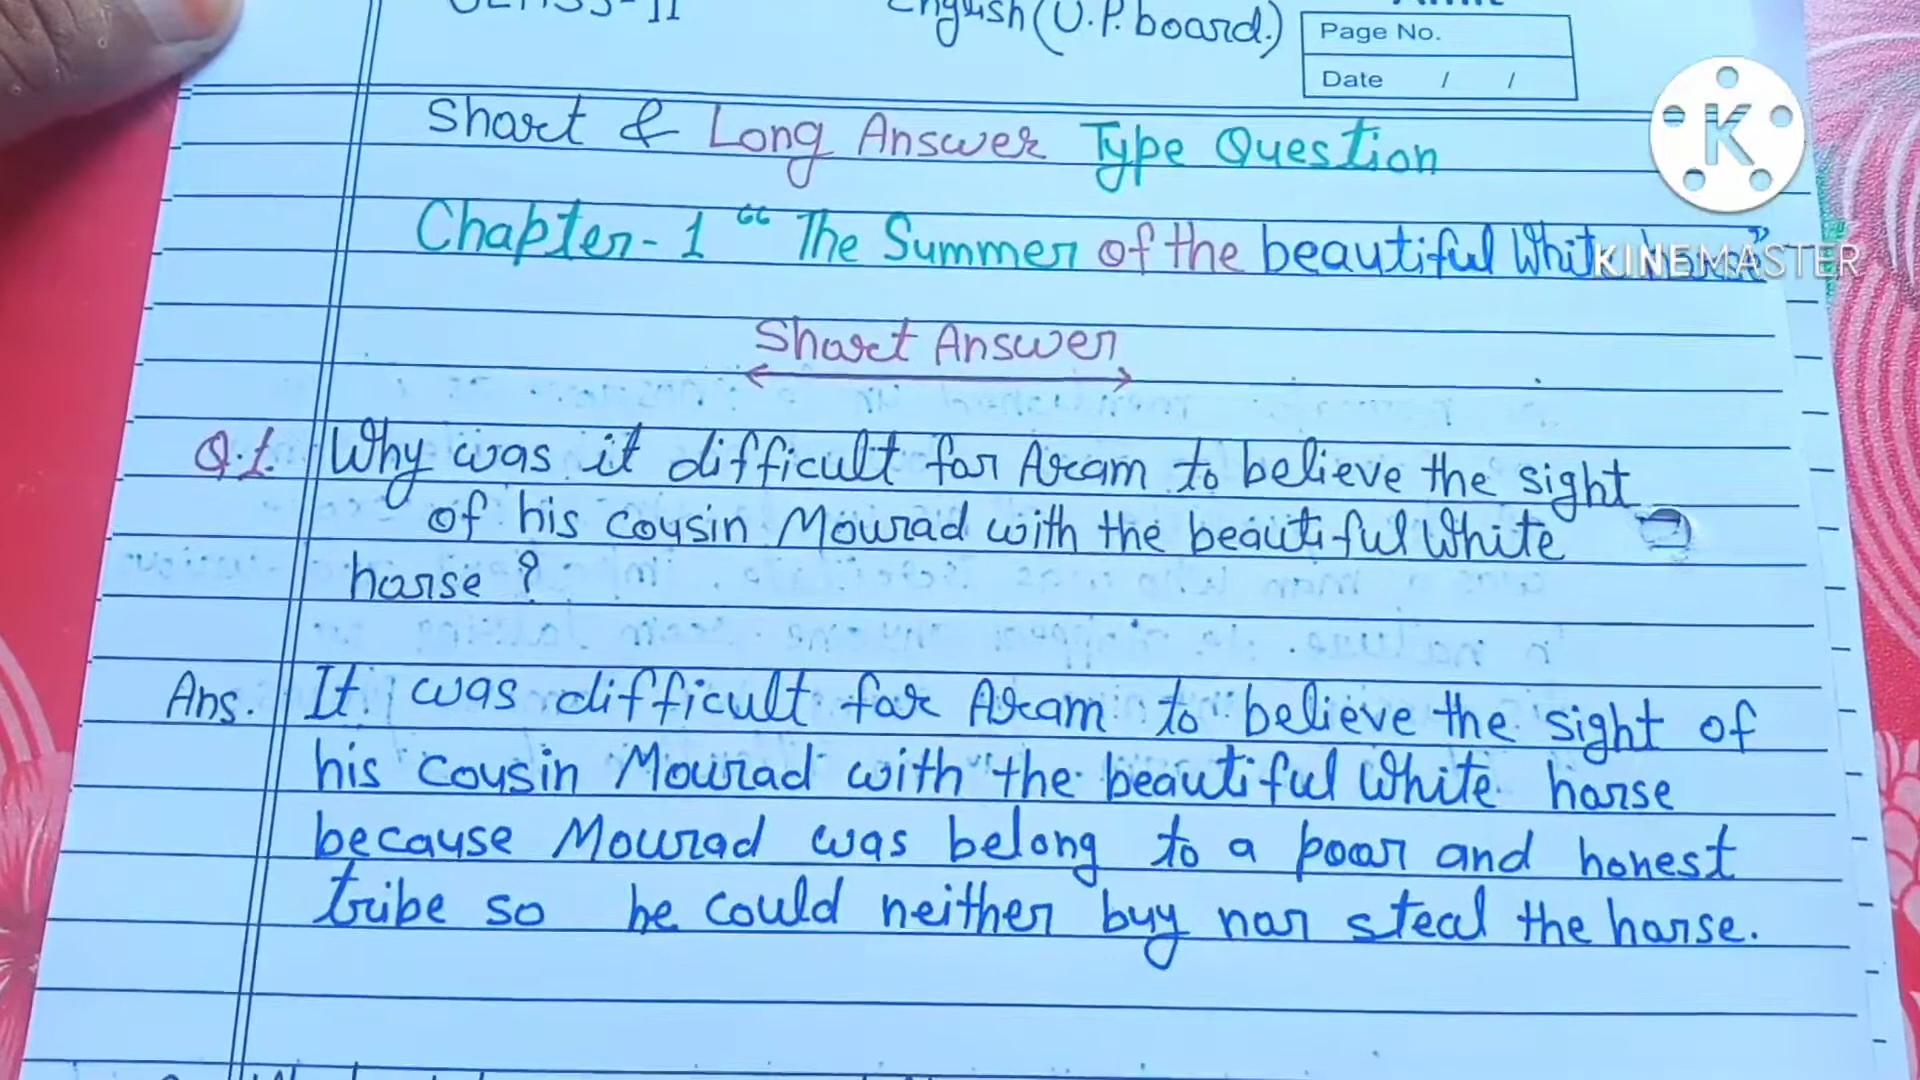 CLASS-11 English (U.P. board.)
Page No.
Date / /
Short & Long Answer Type Question
Chapter-1 "The Summer of the beautiful White horse"
KINEMASTER
Short Answer
Q.1. Why was it difficult for Aram to believe the sight
of his cousin Mourad with the beautiful White
horse ?
Ans. It was difficult for Aram to believe the sight of
his cousin Mourad with the beautiful White horse
because Mourad was belong to a poor and honest
tribe so he could neither buy nor steal the horse.